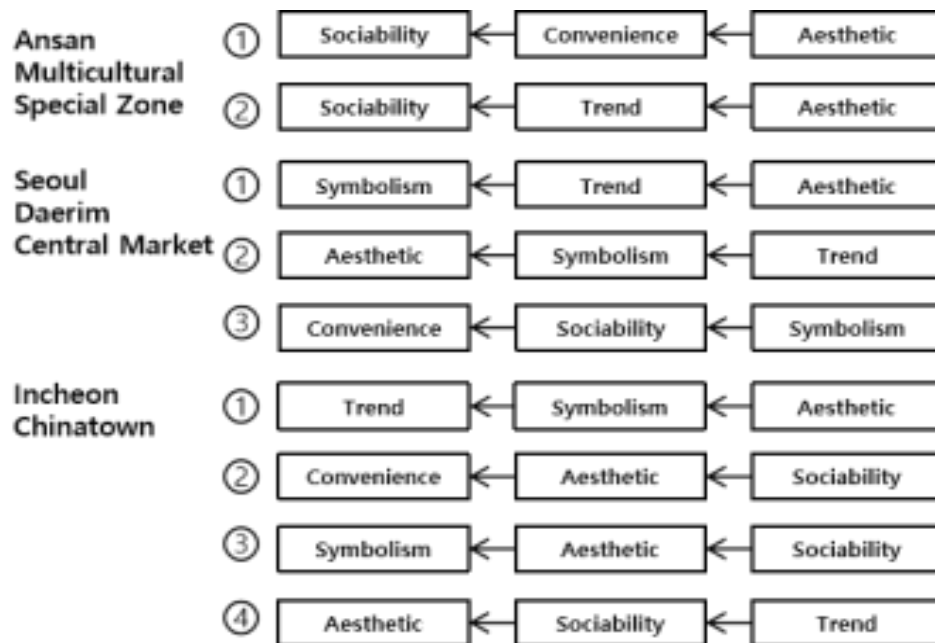 Ansan
Multicultural
Special Zone
① Sociability Convenience Aesthetic
② Sociability Trend Aesthetic
Seoul
Daerim
Central Market
① Symbolism Trend Aesthetic
② Aesthetic Symbolism Trend
③ Convenience Sociability Symbolism
Incheon
Chinatown
① Trend Symbolism Aesthetic
② Convenience Aesthetic Sociability
③ Symbolism Aesthetic Sociability
④ Aesthetic Sociability Trend